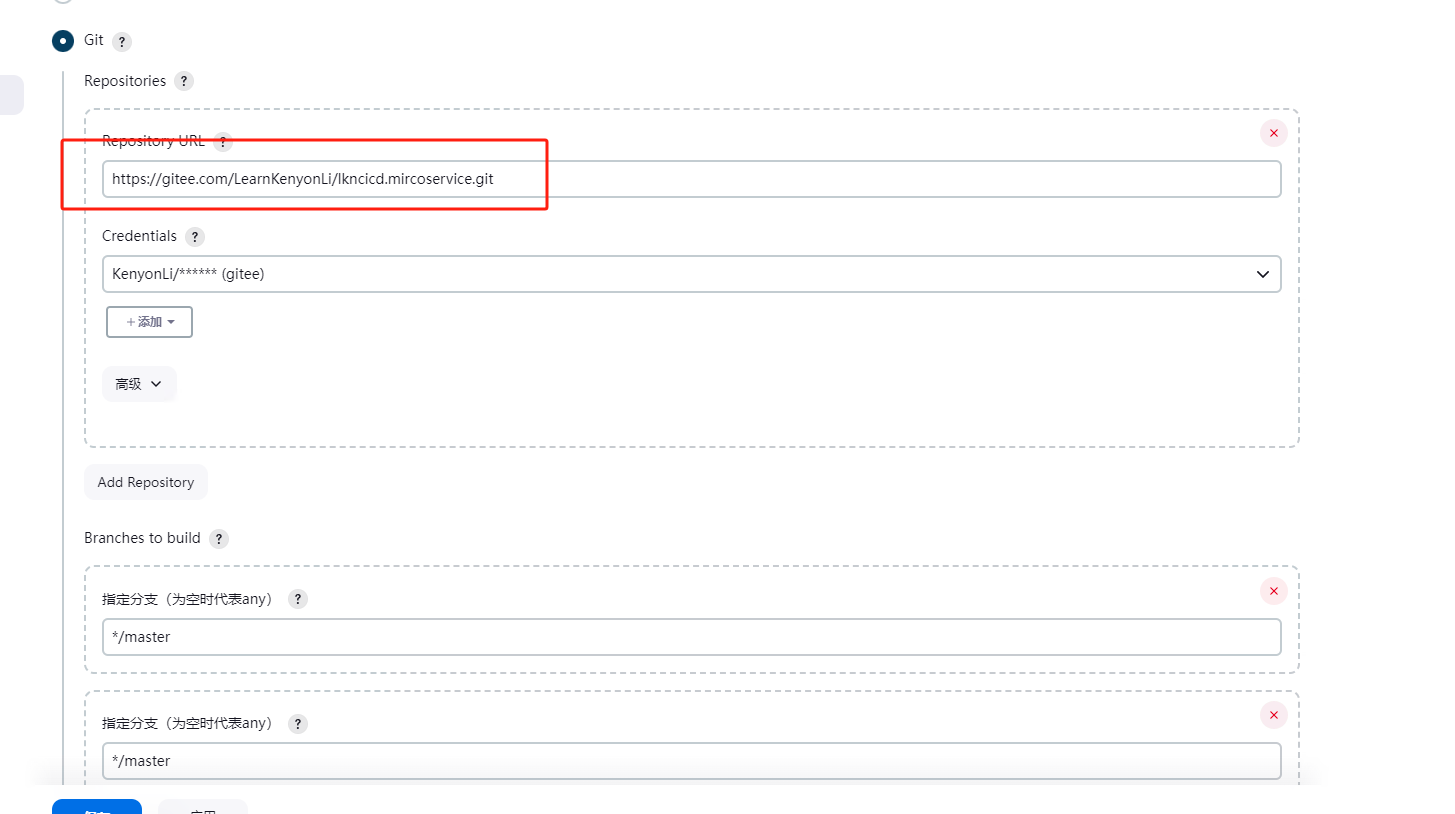 Git ?
Repositories ?
Repository URL ?
https://gitee.com/LearnKenyonLi/lkncicd.mircoservice.git
Credentials ?
KenyonLi/****** (gitee)
+ 添加
高级
Add Repository
Branches to build ?
指定分支（为空时代表any） ?
*/master
指定分支（为空时代表any） ?
*/master